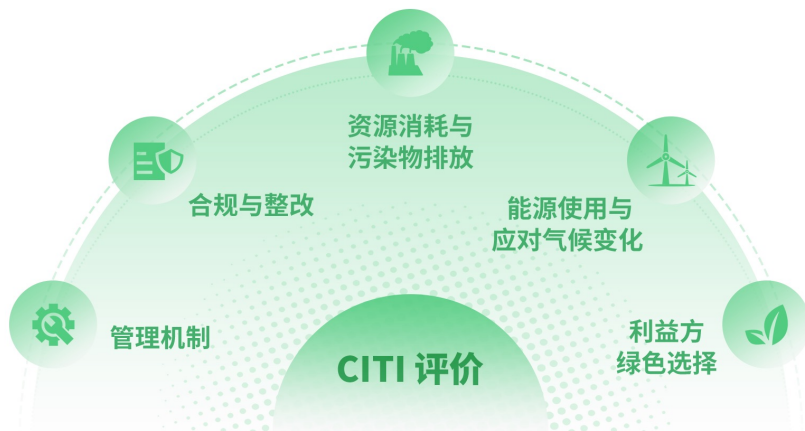 资源消耗与
污染物排放
合规与整改
能源使用与
应对气候变化
管理机制
利益方
绿色选择
CITI 评价